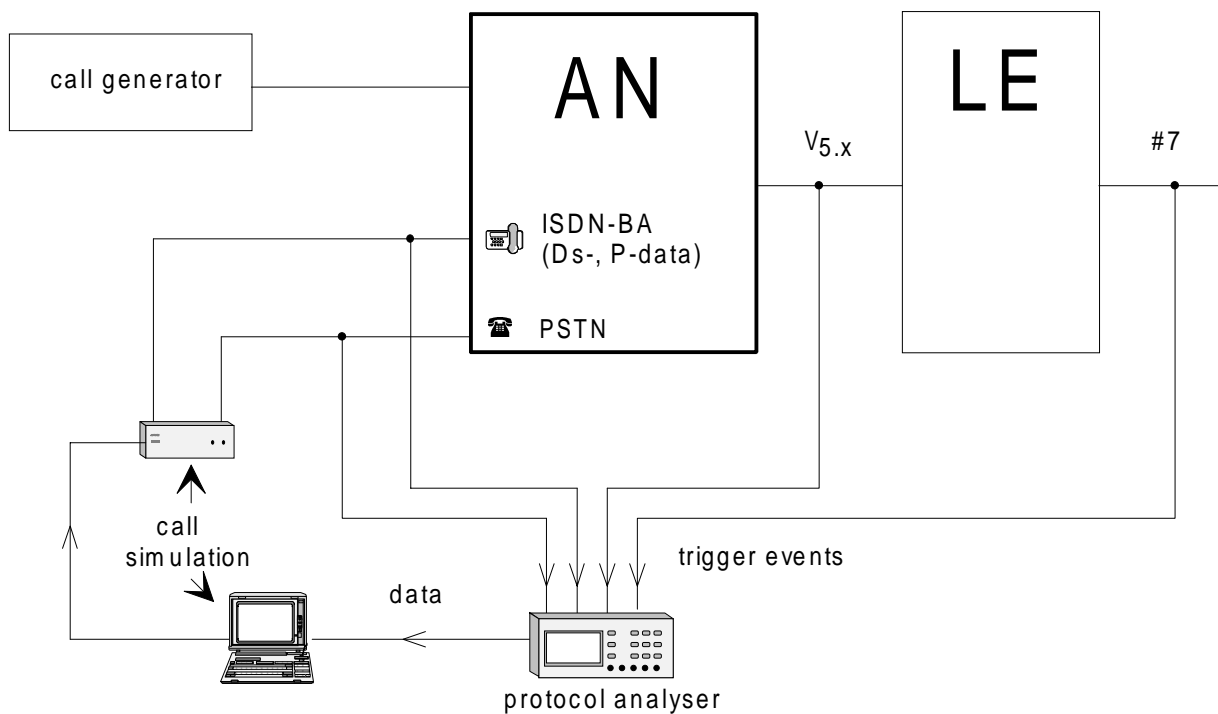 call generator
AN
LE
V5.x
#7
ISDN-BA
(Ds-, P-data)
PSTN
call
simulation
trigger events
data
protocol analyser